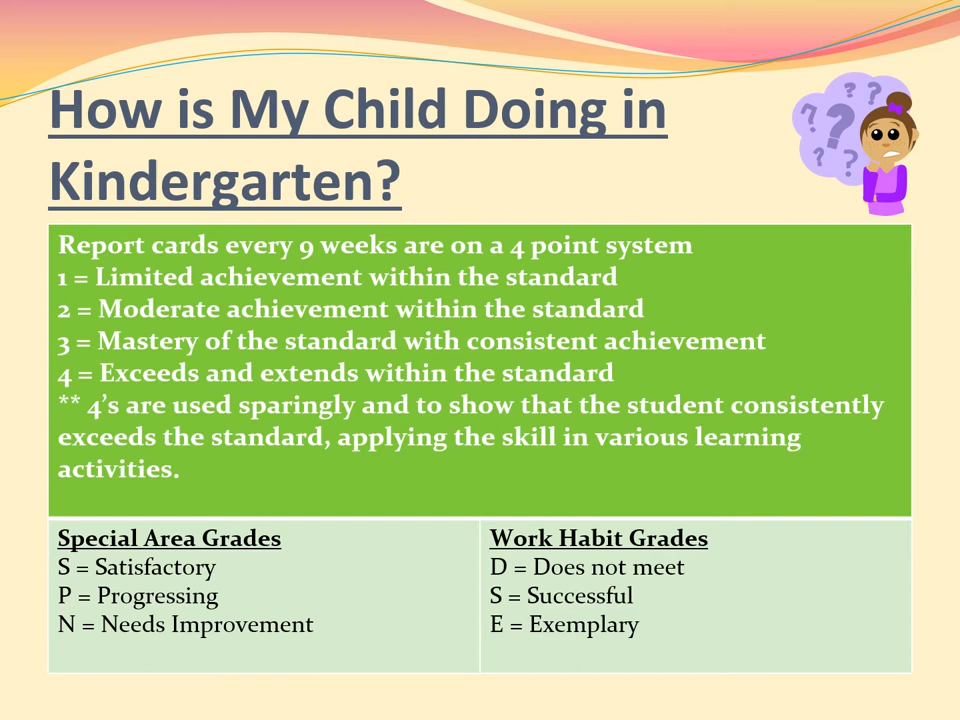 How is My Child Doing in
Kindergarten?
Report cards every 9 weeks are on a 4 point system
1 = Limited achievement within the standard
2 = Moderate achievement within the standard
3 = Mastery of the standard with consistent achievement
4 = Exceeds and extends within the standard
** 4’s are used sparingly and to show that the student consistently
exceeds the standard, applying the skill in various learning
activities.
Special Area Grades
S = Satisfactory
P = Progressing
N = Needs Improvement
Work Habit Grades
D = Does not meet
S = Successful
E = Exemplary